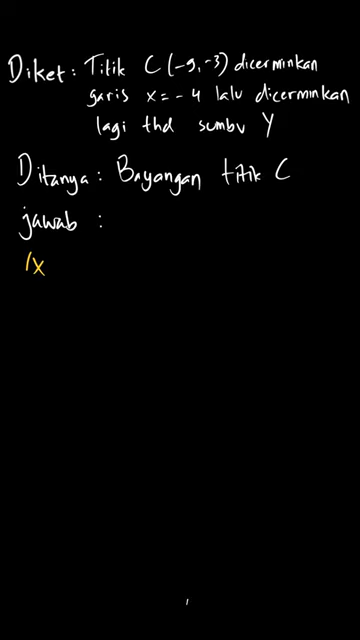 Diket : Titik C (-9, -3) dicerminkan
garis x = -4 lalu dicerminkan
lagi thd sumbu Y
Ditanya : Bayangan titik C
jawab :
/x